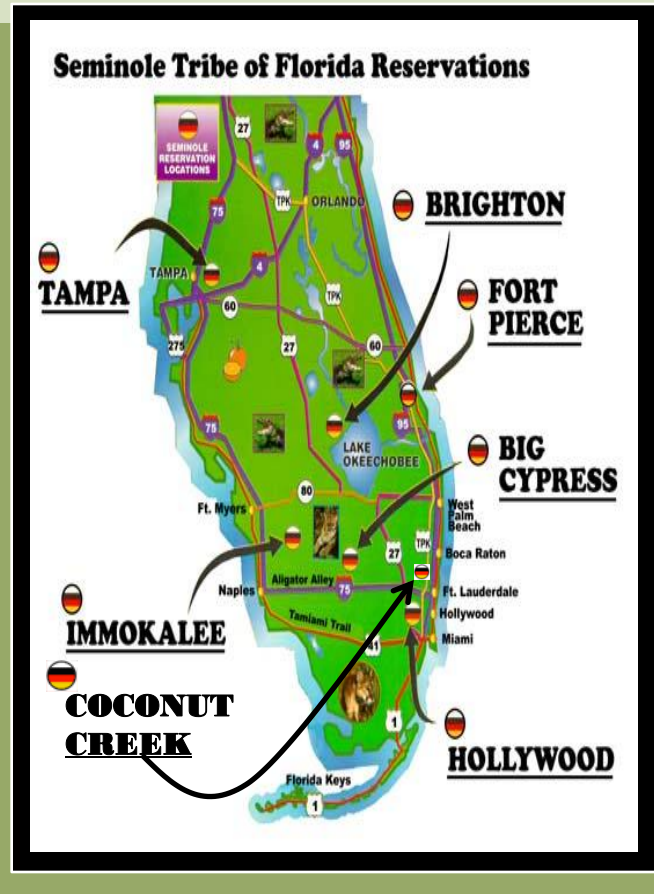 Seminole Tribe of Florida Reservations
SEMINOLE
RESERVATION
LOCATIONS
27
4
95
TPK
ORLANDO
BRIGHTON
75
TAMPA
TAMPA
4
60
TPK
FORT
PIERCE
275
27
60
75
95
LAKE
OKEECHOBEE
BIG
CYPRESS
80
Ft. Myers
West
Palm
Beach
TPK
27
Boca Raton
Aligator Alley
75
Naples
Ft. Lauderdale
Hollywood
Tamiami Trail
41
Miami
IMMOKALEE
COCONUT
CREEK
1
HOLLYWOOD
Florida Keys
1